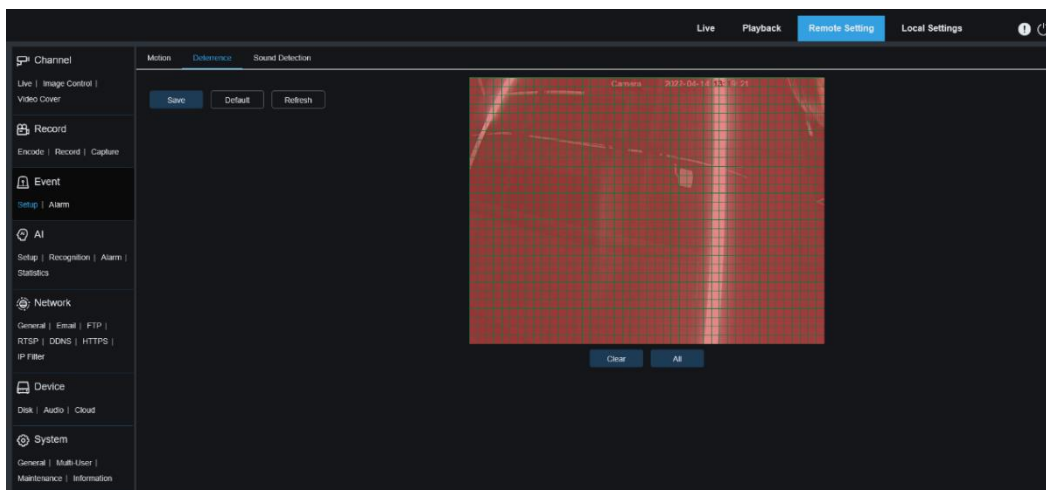 Live Playback Remote Setting Local Settings
Channel
Live | Image Control |
Video Cover
Record
Encode | Record | Capture
Event
Setup | Alarm
AI
Setup | Recognition | Alarm |
Statistics
Network
General | Email | FTP |
RTSP | DDNS | HTTPS |
IP Filter
Device
Disk | Audio | Cloud
System
General | Multi-User |
Maintenance | Information
Motion Deterrence Sound Detection
Save Default Refresh
Camera
Clear All